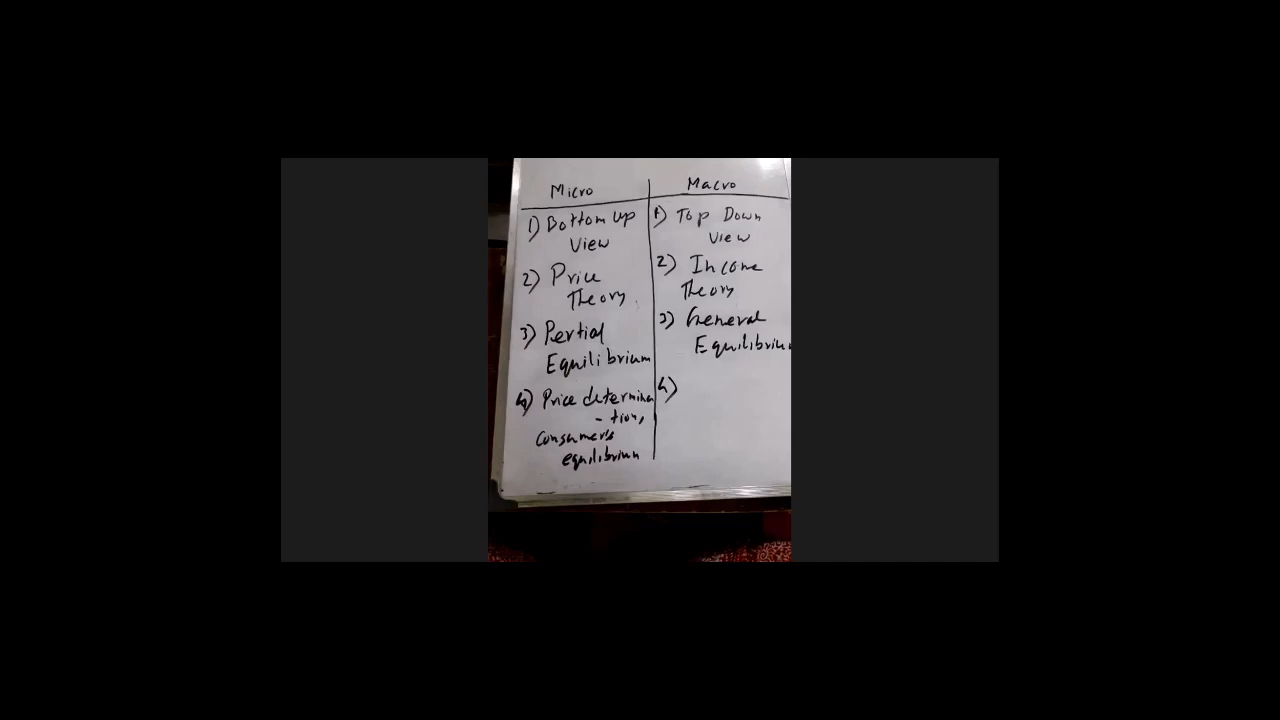 Micro
1) Bottom up
View
2) Price
Theory
3) Pertial
Equilibrium
4) Price determina
-tion,
Consumer's
equilibrium
Macro
1) Top Down
View
2) Income
Theory
3) General
Equilibrium
4)